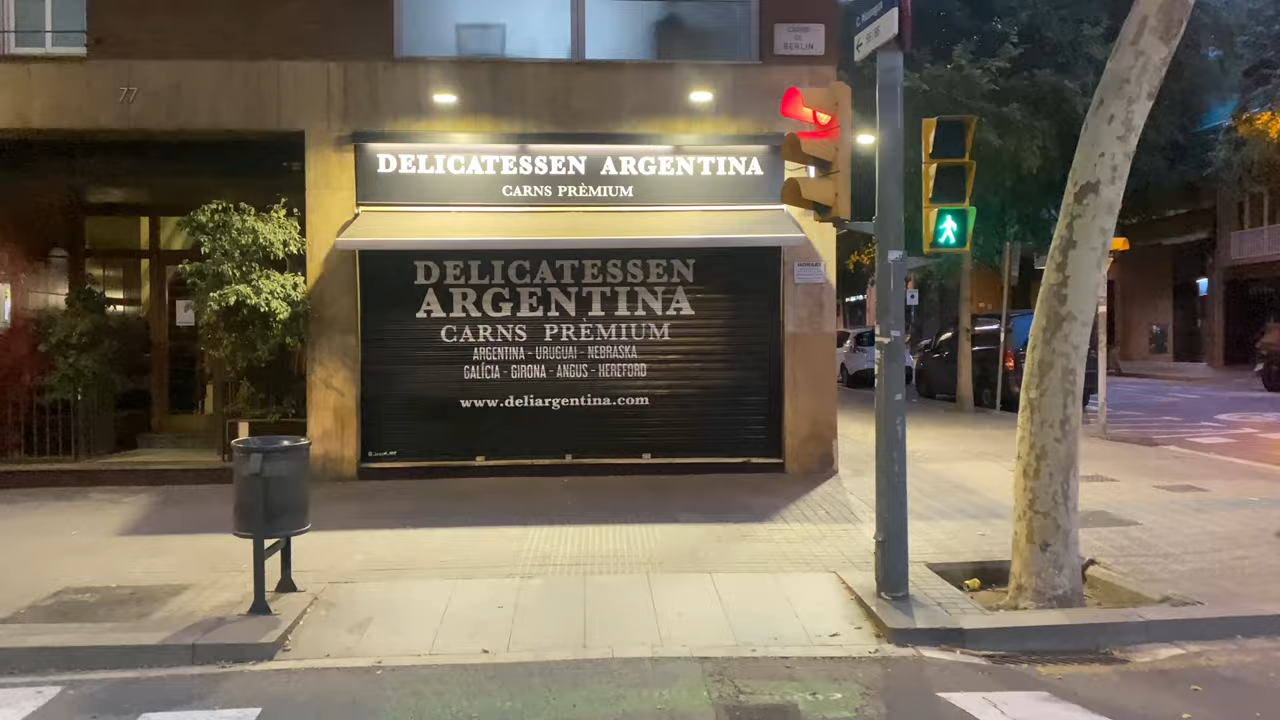 CARRER
DE
BERLIN
77
DELICATESSEN ARGENTINA
CARNS PRÈMIUM
DELICATESSEN
ARGENTINA
CARNS PRÈMIUM
ARGENTINA - URUGUAI - NEBRASKA
GALÍCIA - GIRONA - ANGUS - HEREFORD
www.deliargentina.com
HORARI